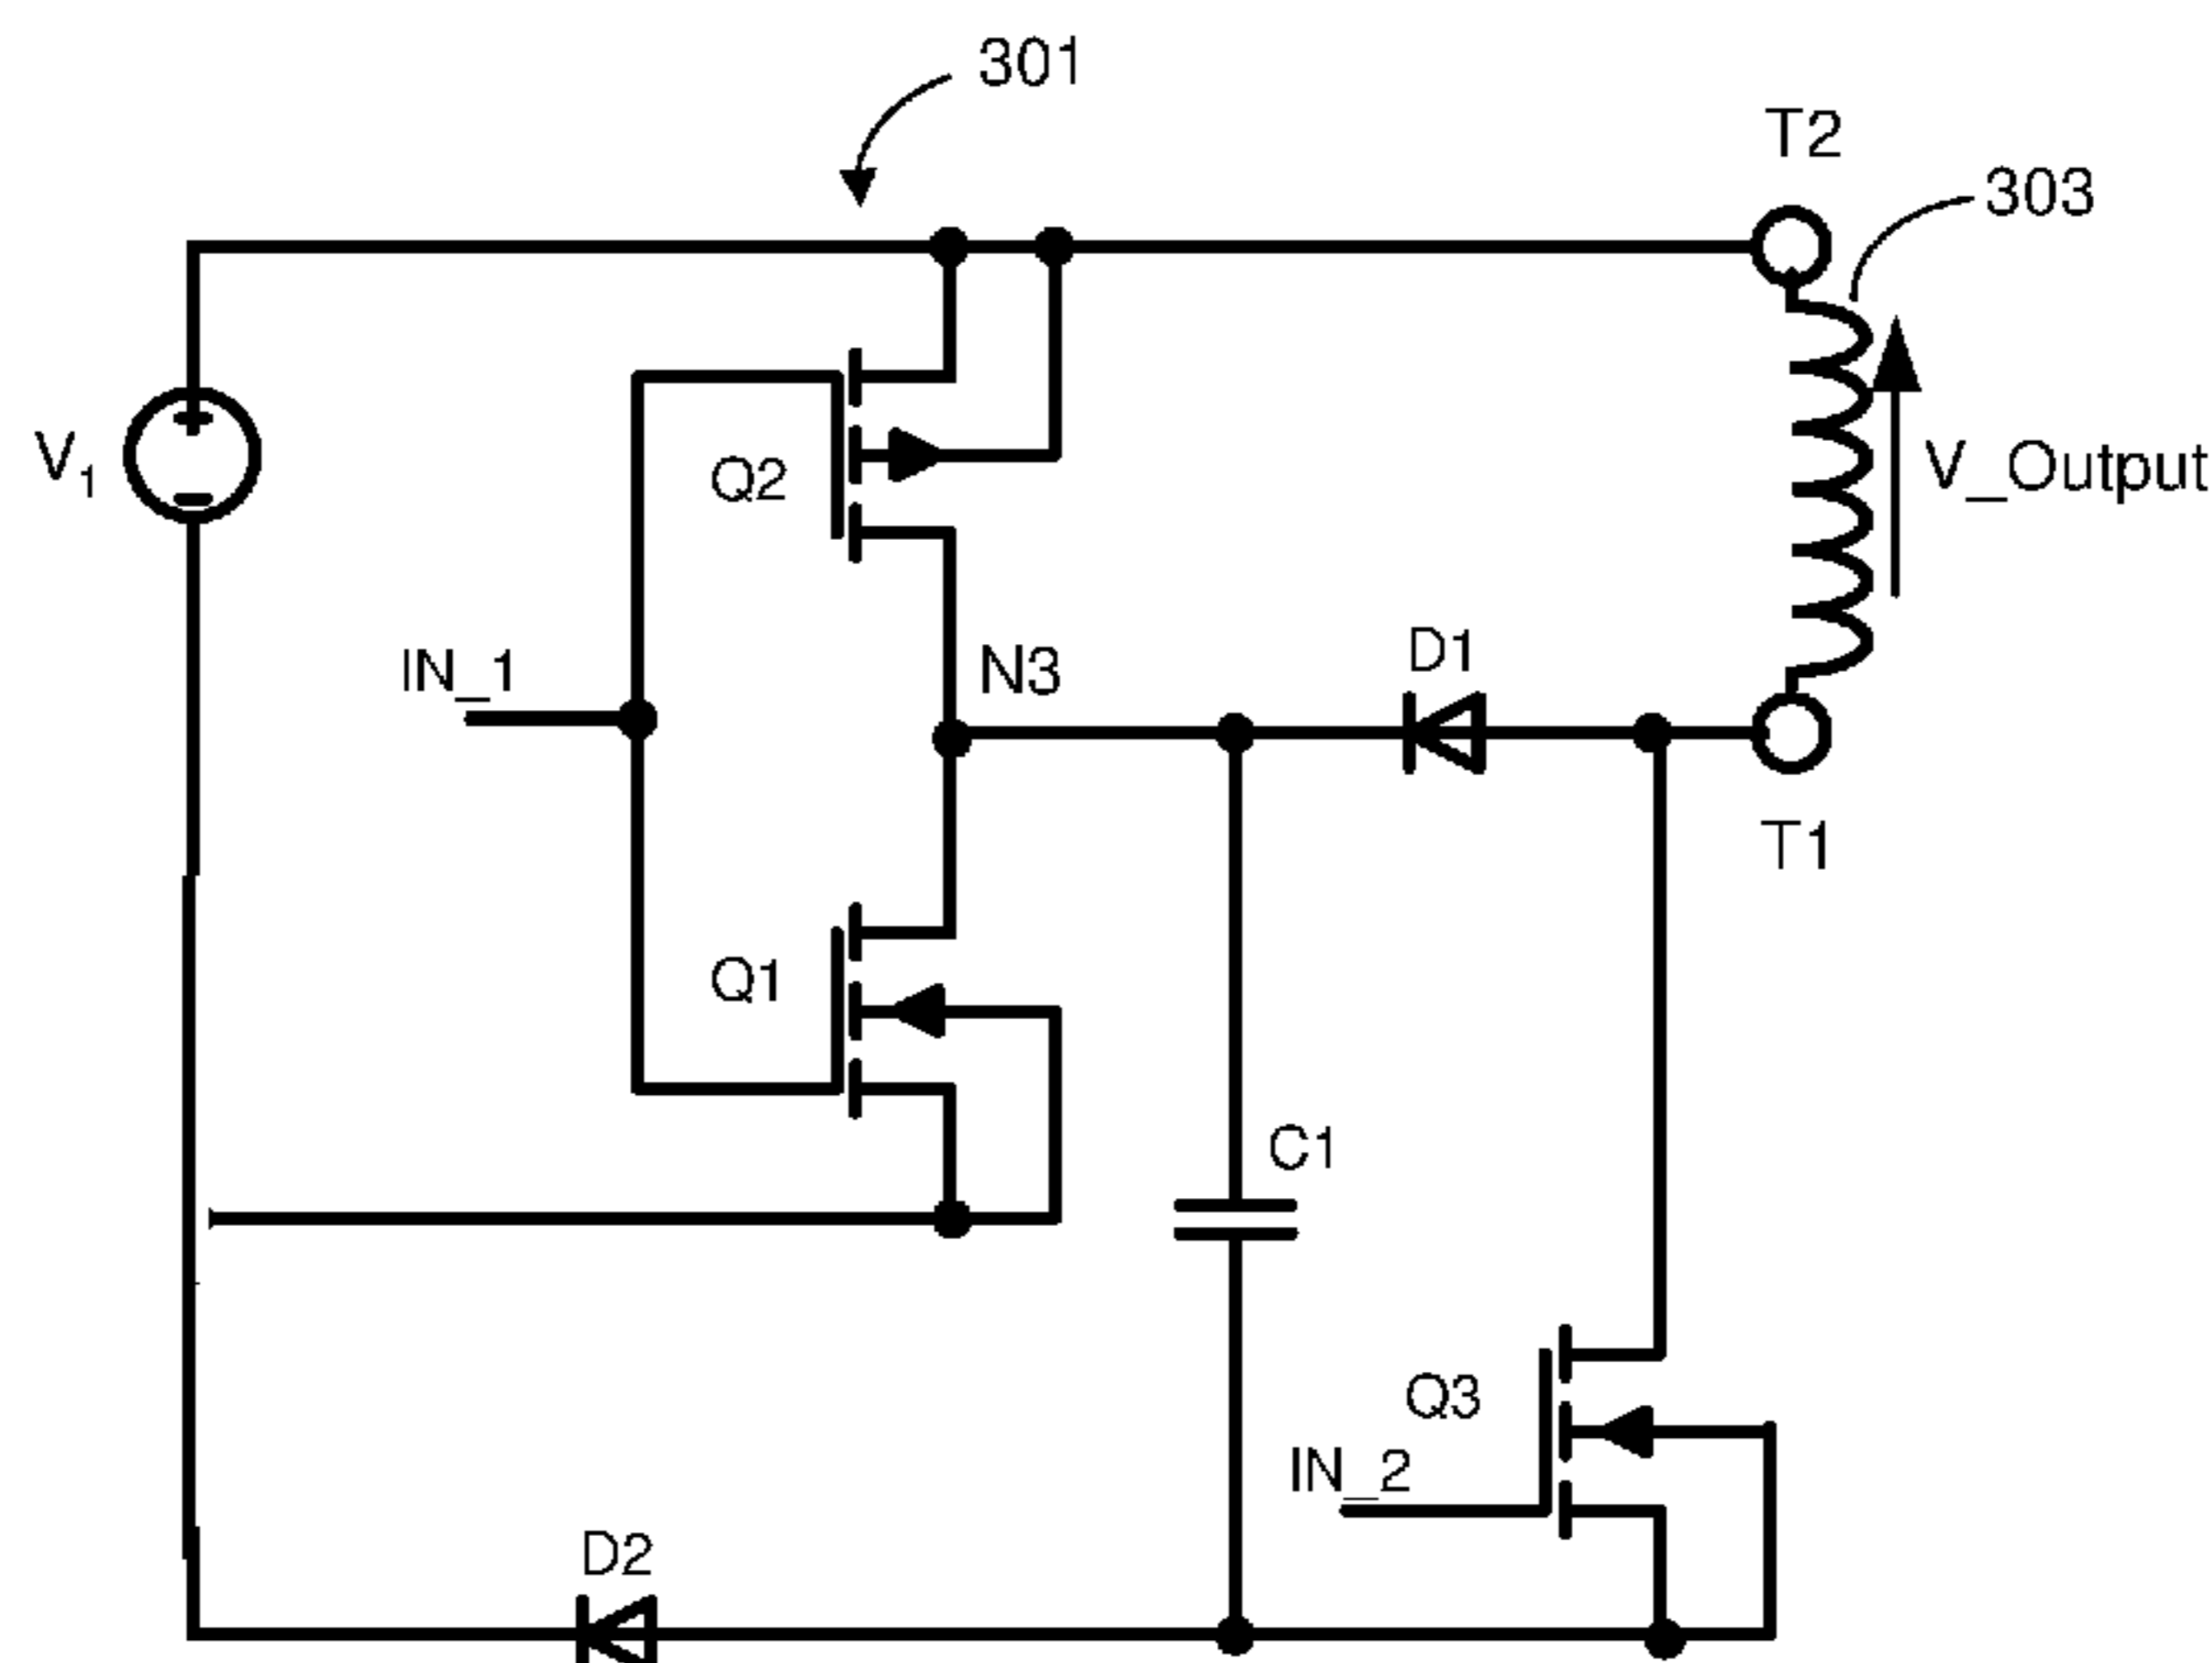 301
T2
303
V1
Q2
V_Output
IN_1
N3
D1
T1
Q1
C1
Q3
IN_2
D2